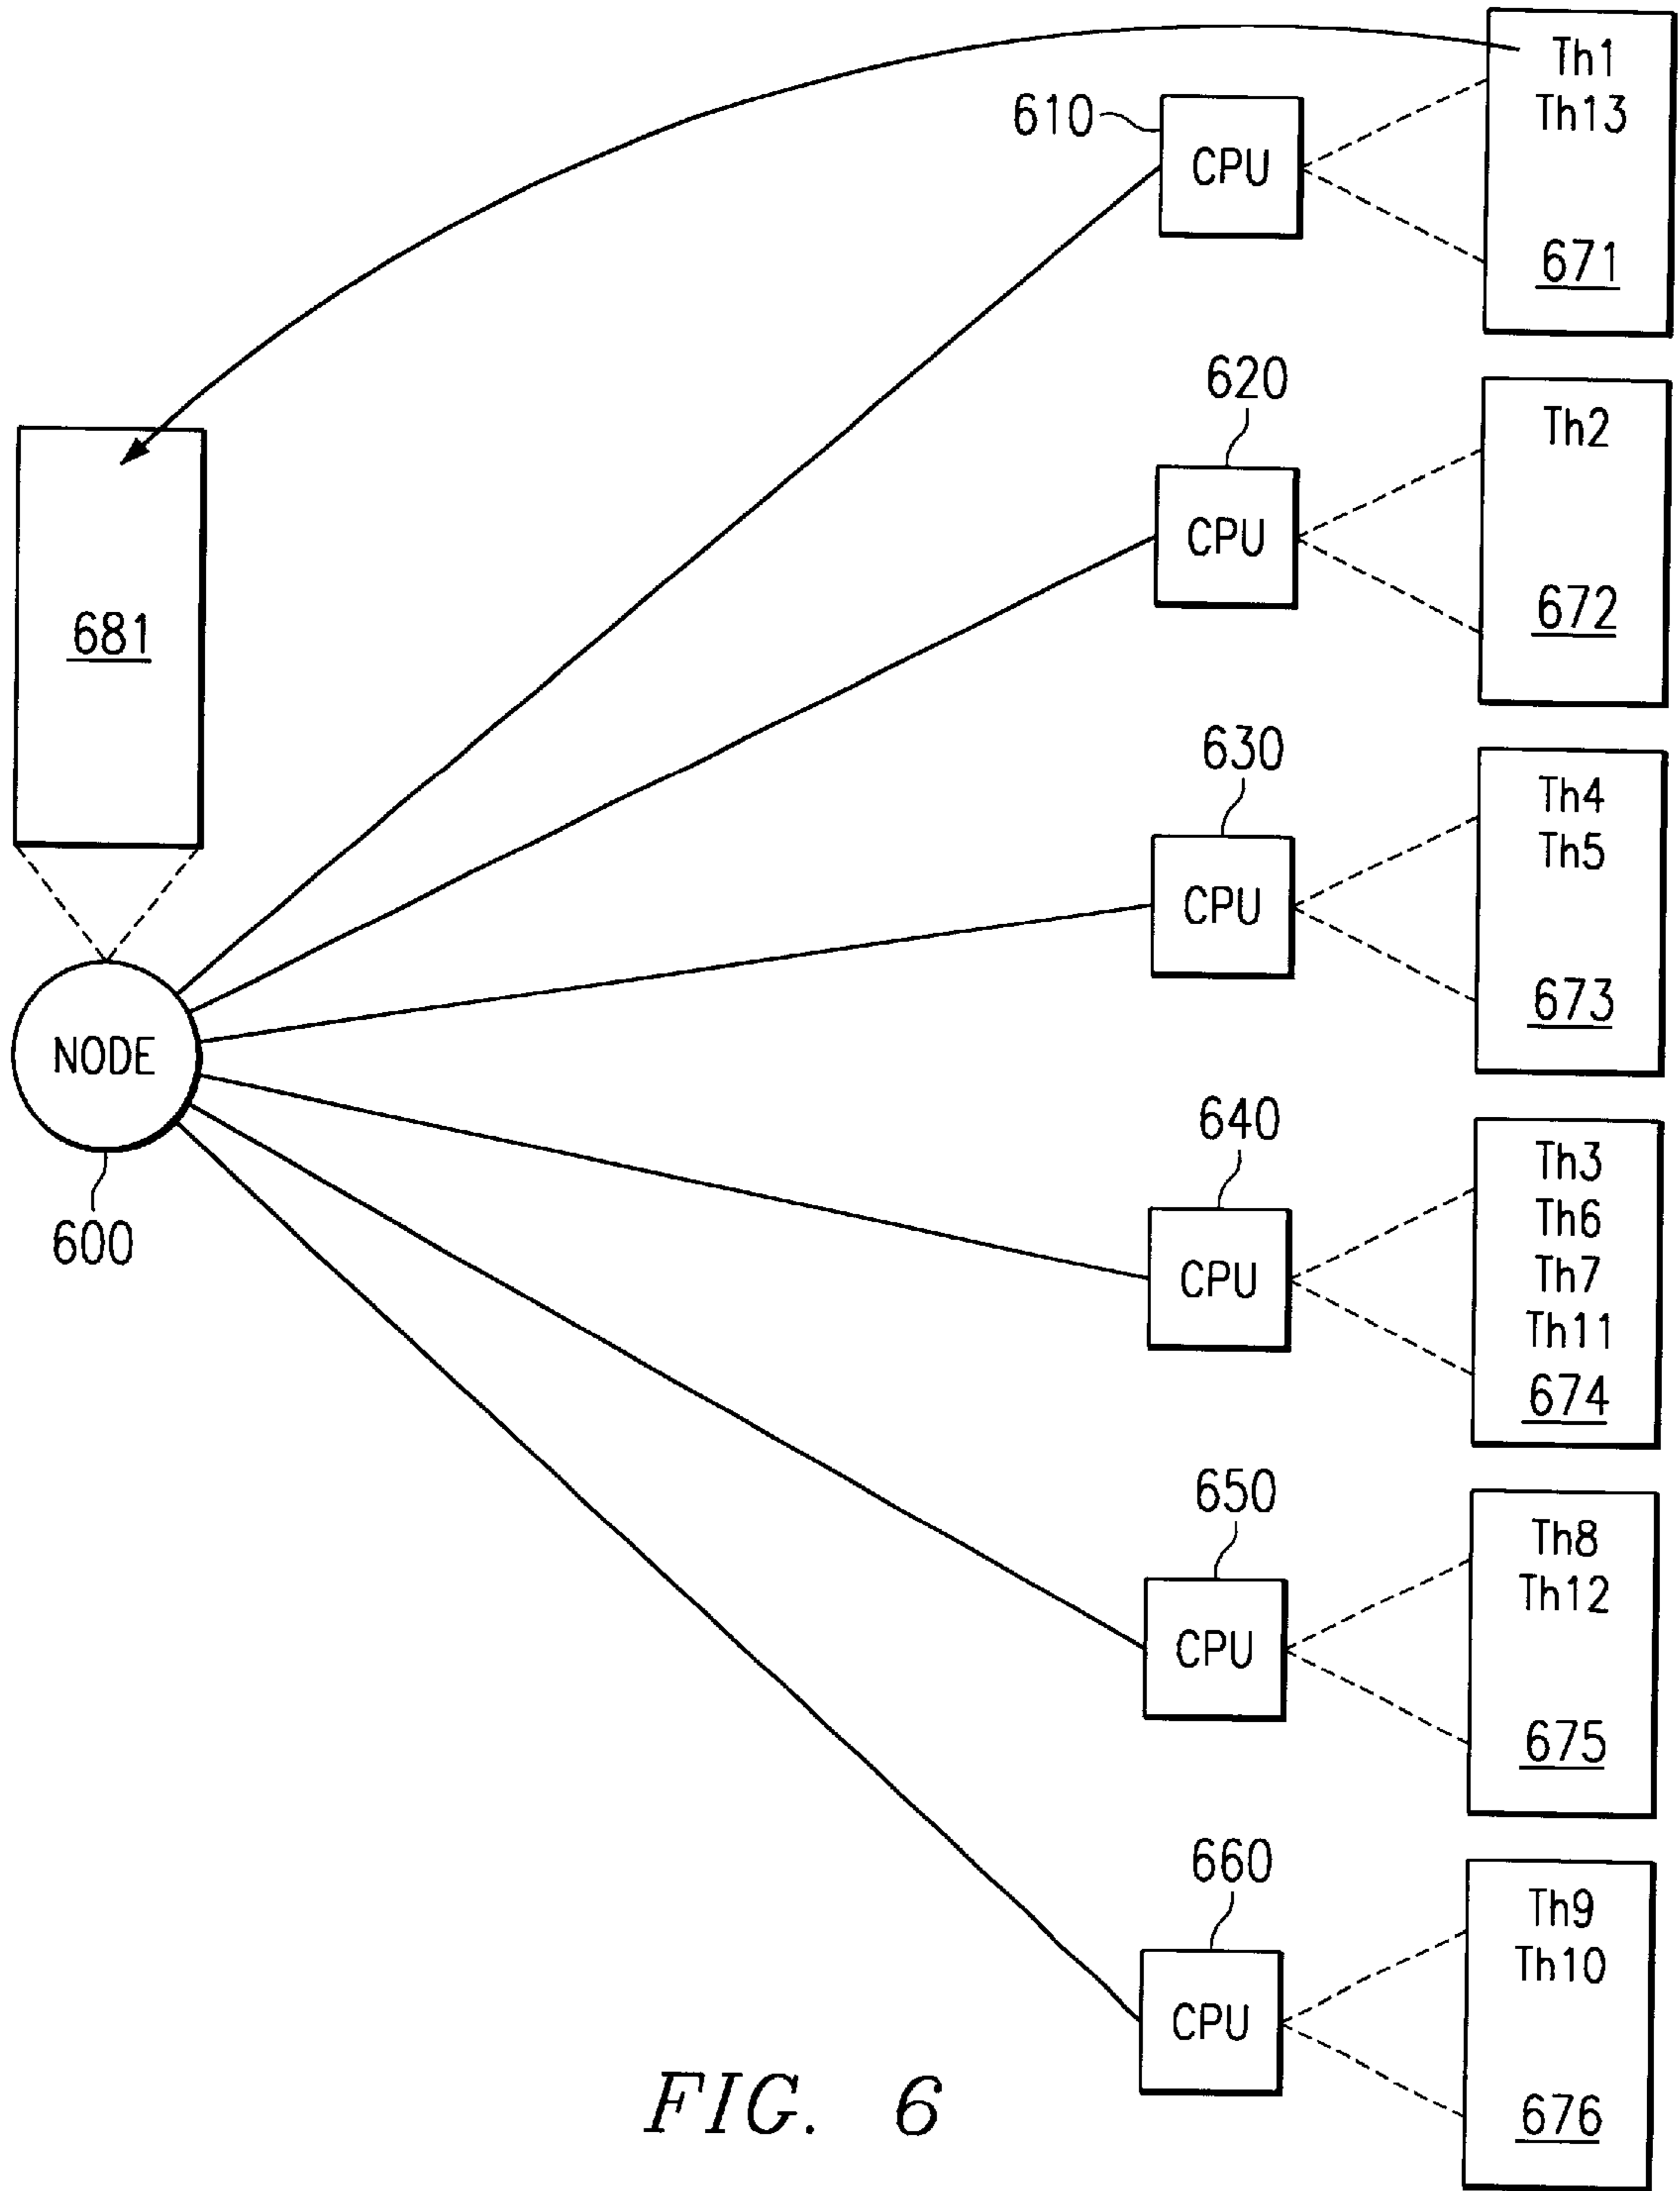 Th1
Th13
610
CPU
671
620
Th2
CPU
672
681
630
Th4
Th5
CPU
673
NODE
600
640
Th3
Th6
Th7
Th11
CPU
674
650
Th8
Th12
CPU
675
660
Th9
Th10
CPU
676
FIG. 6